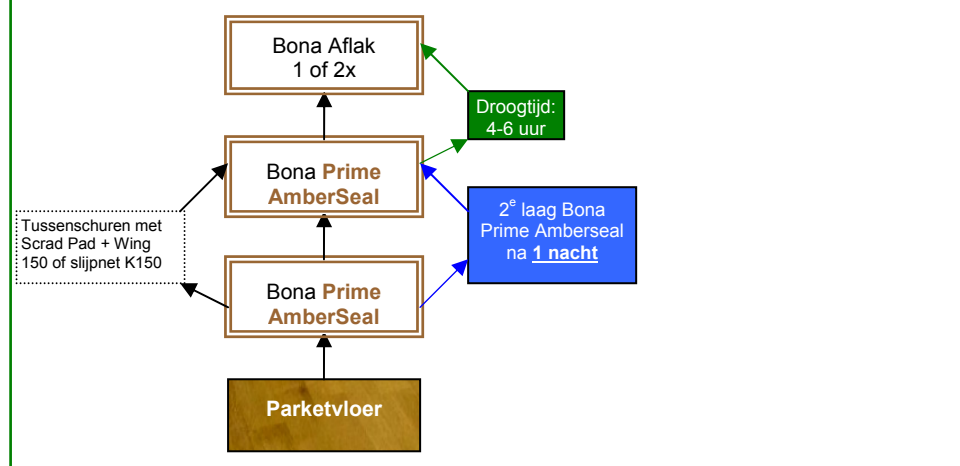 Bona Aflak
1 of 2x
Droogtijd:
4-6 uur
Bona Prime
AmberSeal
2e laag Bona
Prime Amberseal
na 1 nacht
Tussenschuren met
Scrad Pad + Wing
150 of slijpnet K150
Bona Prime
AmberSeal
Parketvloer